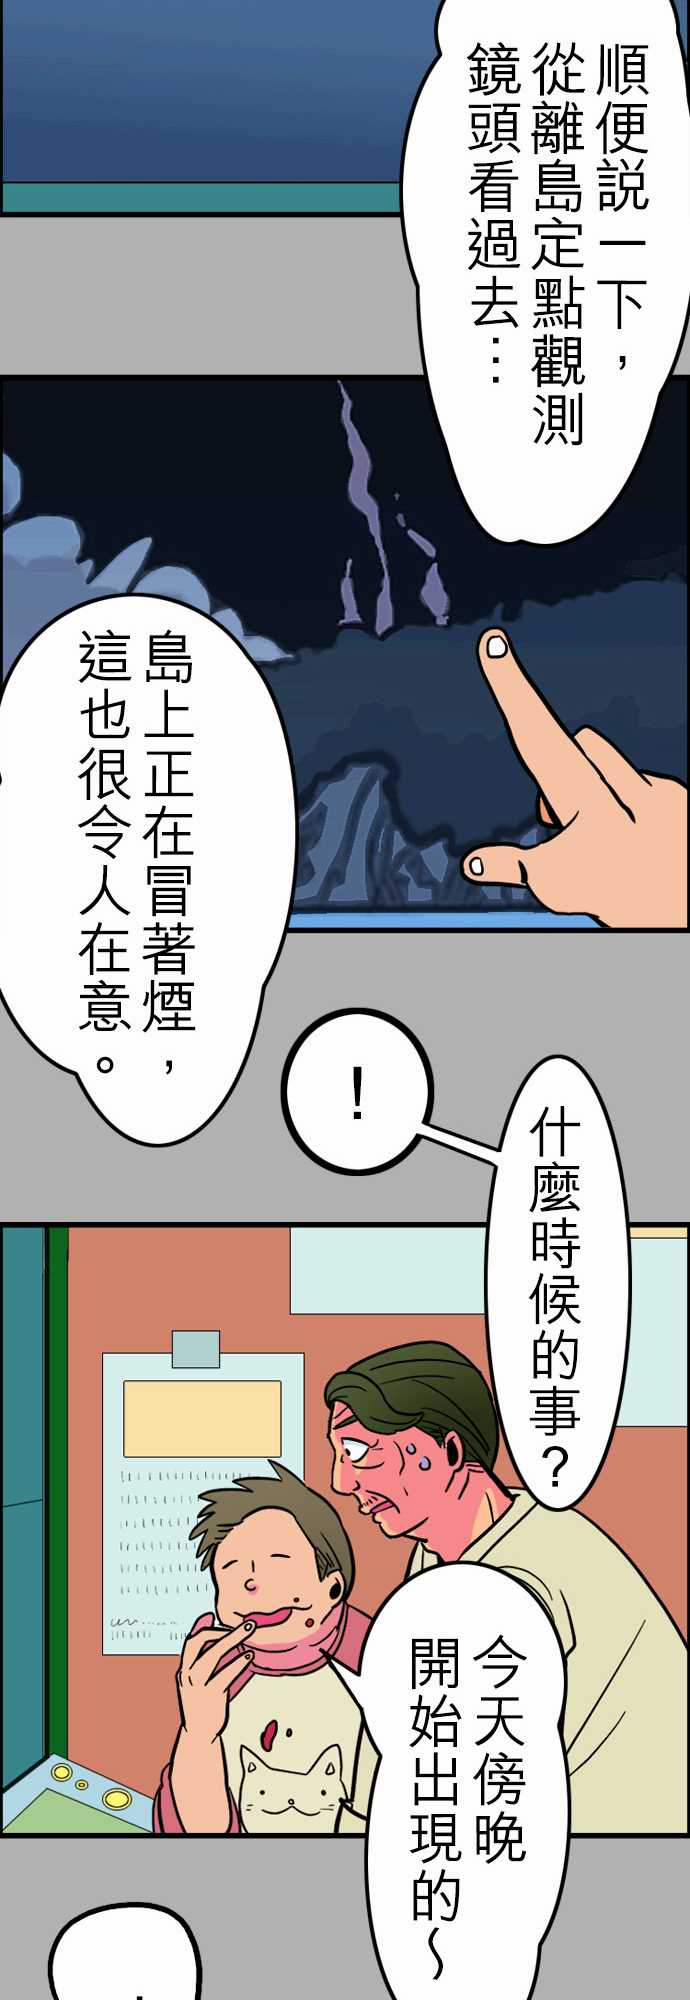 順便説一下，
從離島定點觀測
鏡頭看過去…
島上正在冒著煙，
這也很令人在意。
！
什麼時候的事？
今天傍晚
開始出現的～